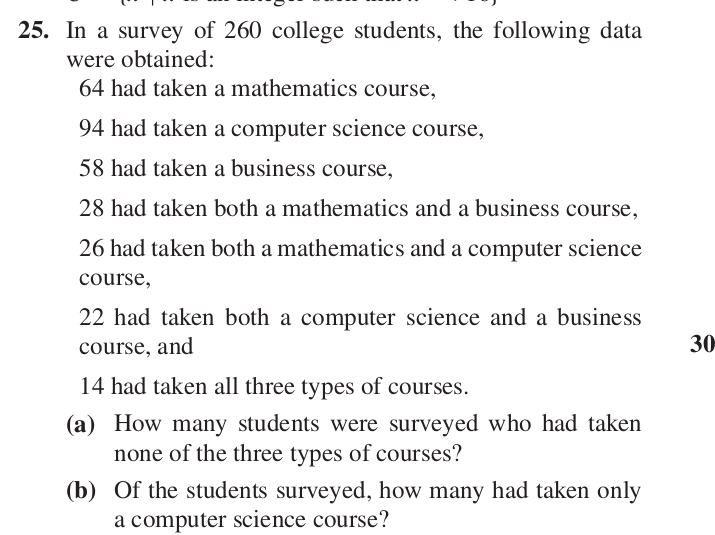 25. In a survey of 260 college students, the following data
were obtained:
64 had taken a mathematics course,
94 had taken a computer science course,
58 had taken a business course,
28 had taken both a mathematics and a business course,
26 had taken both a mathematics and a computer science
course,
22 had taken both a computer science and a business
course, and
30
14 had taken all three types of courses.
(a) How many students were surveyed who had taken
none of the three types of courses?
(b) Of the students surveyed, how many had taken only
a computer science course?